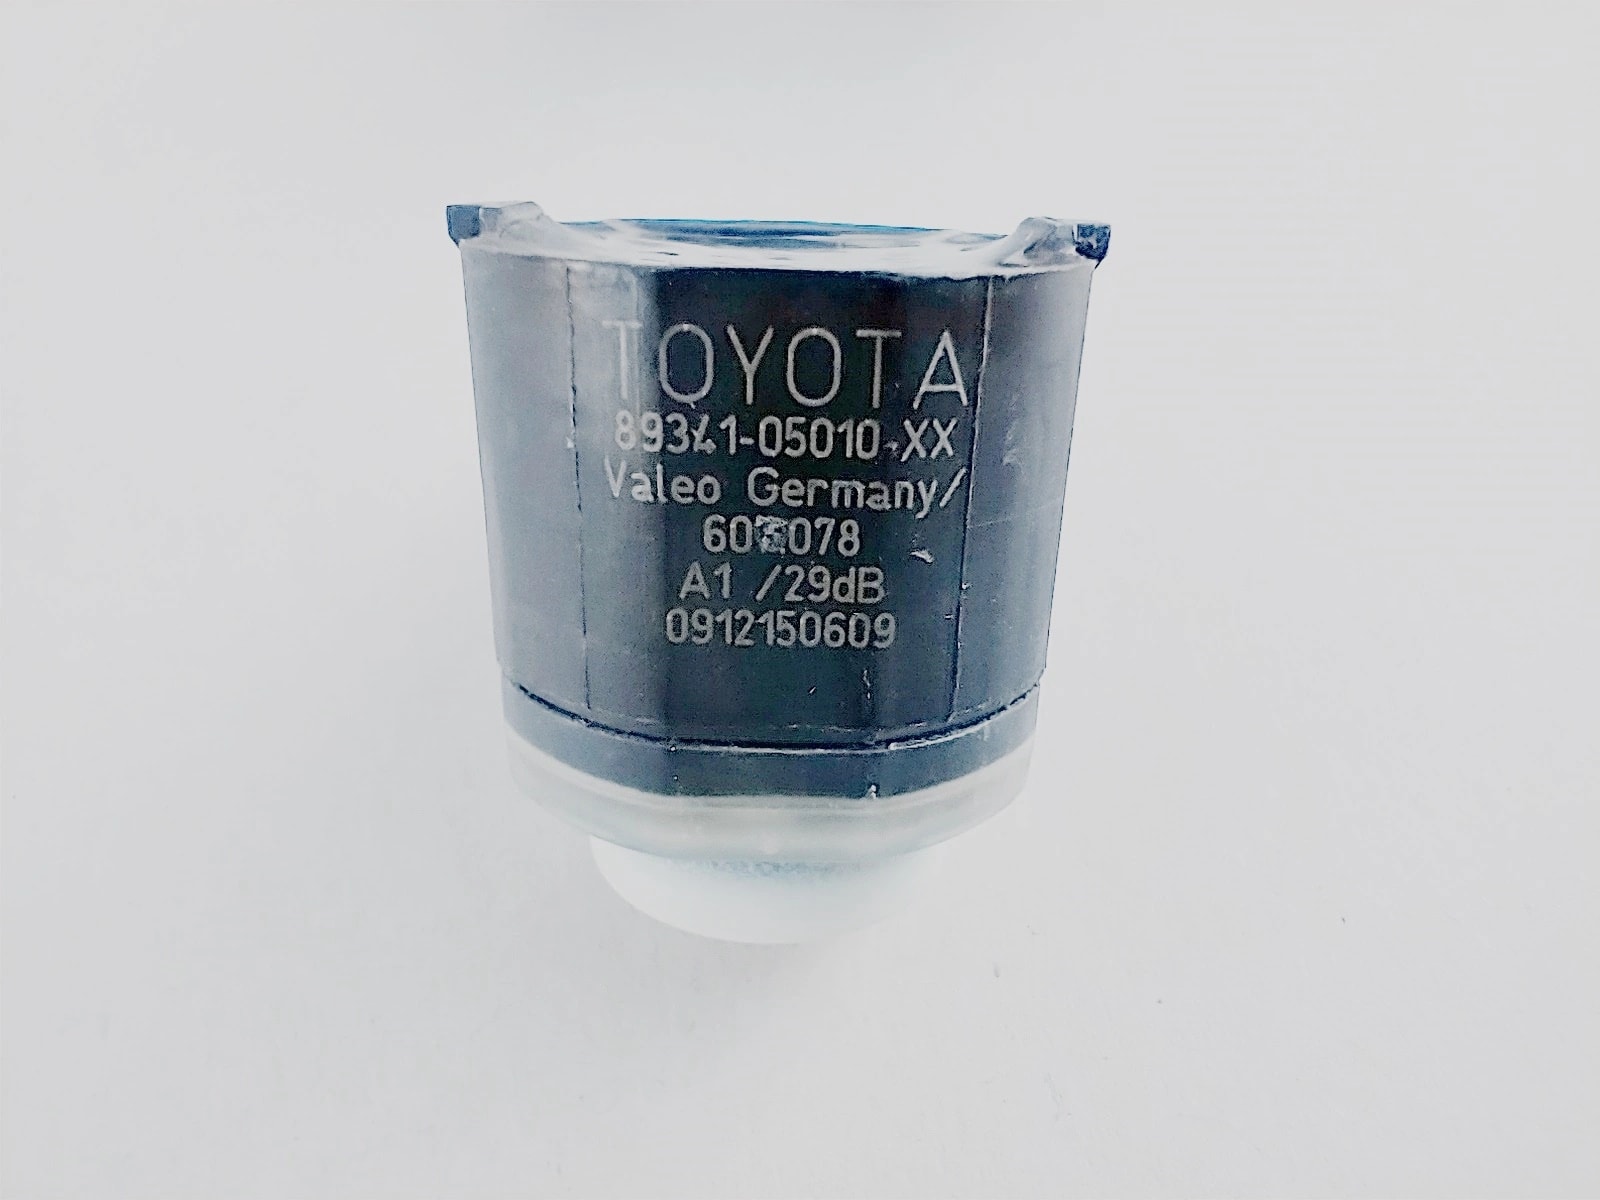 TOYOTA
89341-05010-XX
Valeo Germany/
A1 /29dB
0912150609